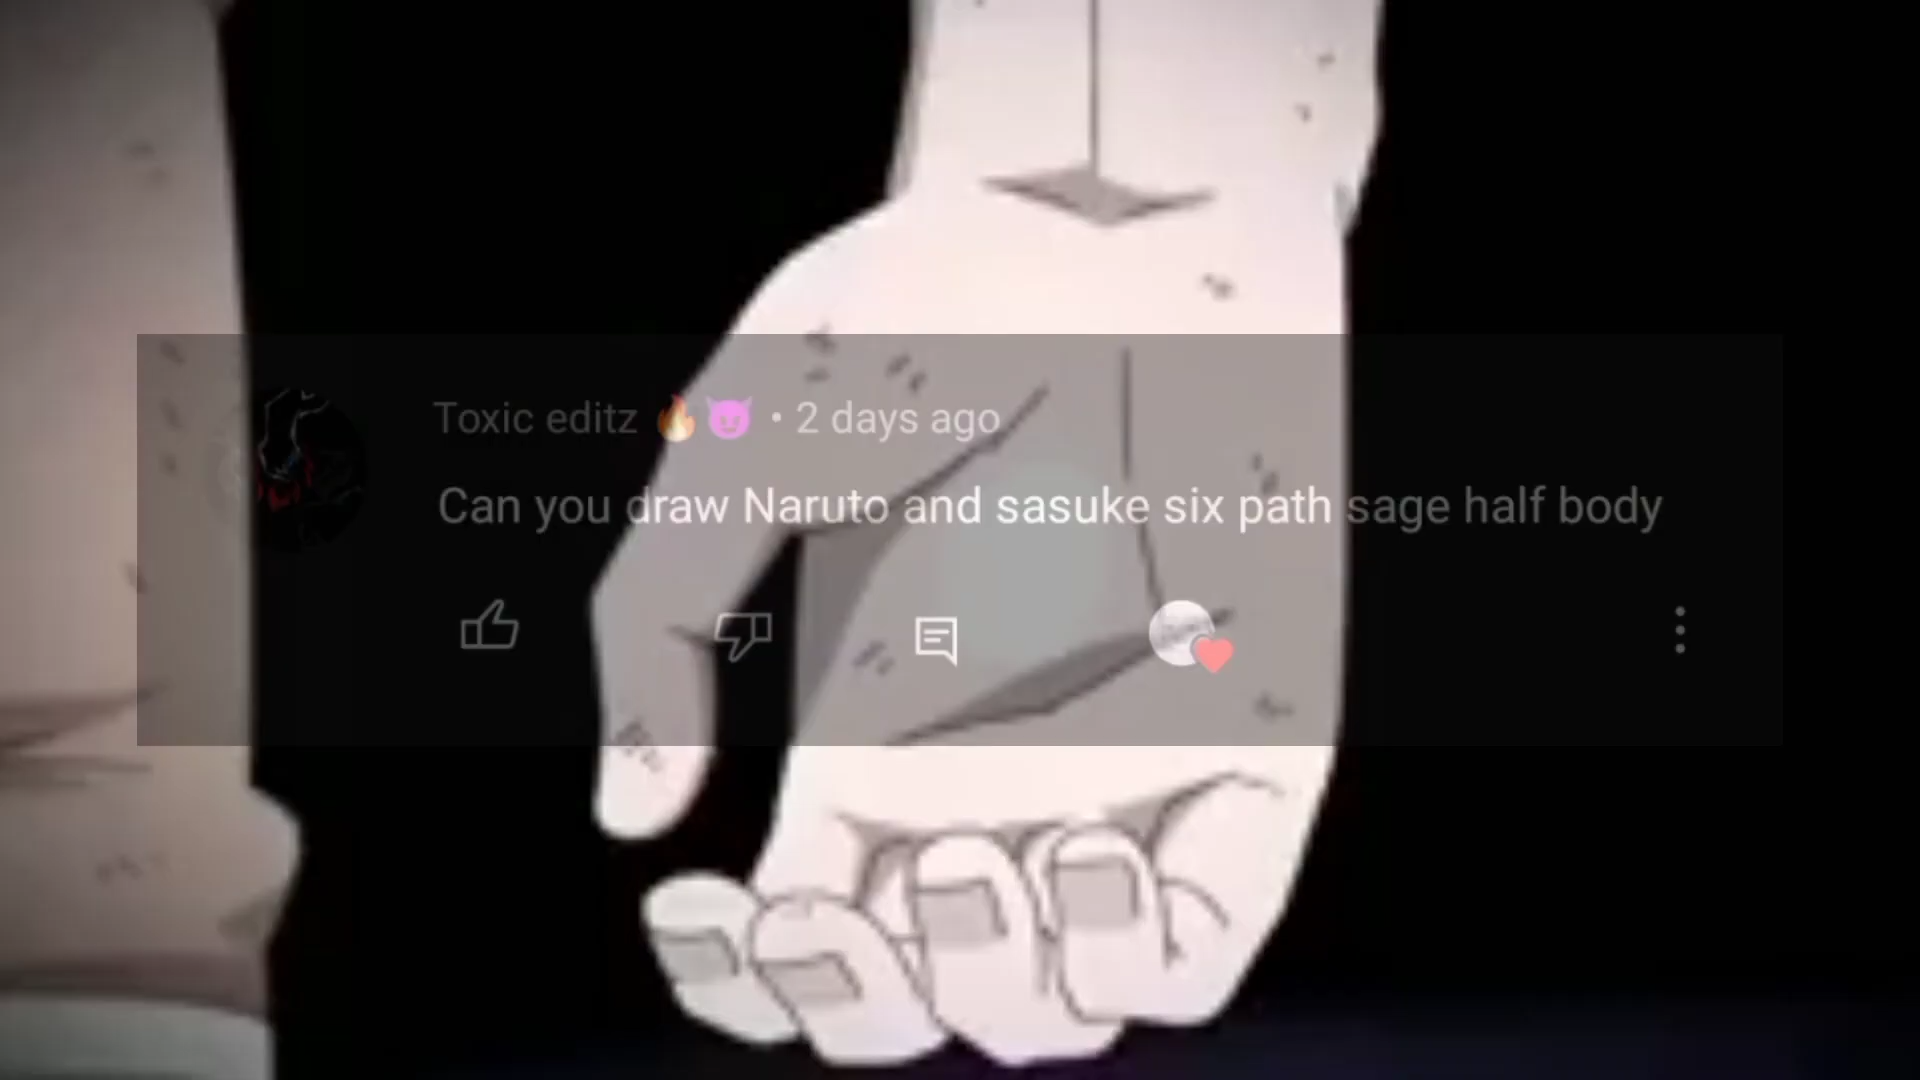 Toxic editz 🔥😈 • 2 days ago
Can you draw Naruto and sasuke six path sage half body